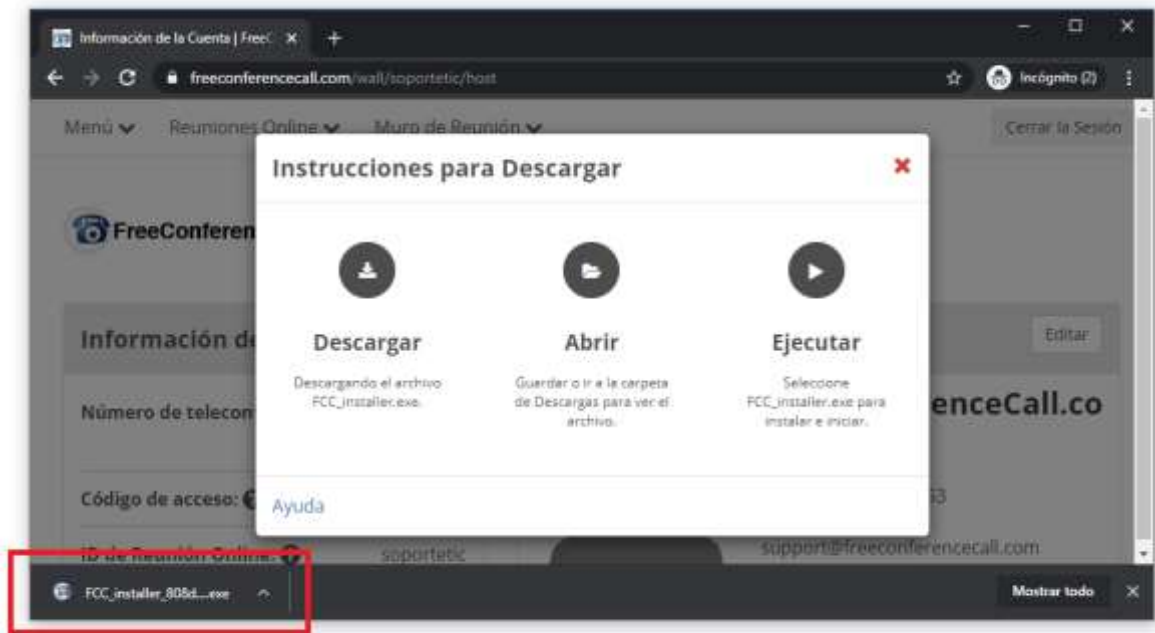 Información de la Cuenta | FreeC
freeconferencecall.com/wall/soportetic/host
Incógnito (2)
Menú
Reuniones Online
Muro de Reunión
Cerrar la Sesión
Instrucciones para Descargar
FreeConferen
Descargar
Abrir
Ejecutar
Descargando el archivo
FCC_installer.exe.
Guardar o ir a la carpeta
de Descargas para ver el
archivo.
Seleccione
FCC_installer.exe para
instalar e iniciar.
Información de
Editar
Número de telecon
enceCall.co
Código de acceso:
Ayuda
ID de Reunión Online:
soportetic
support@freeconferencecall.com
FCC_installer_808d....exe
Mostrar todo